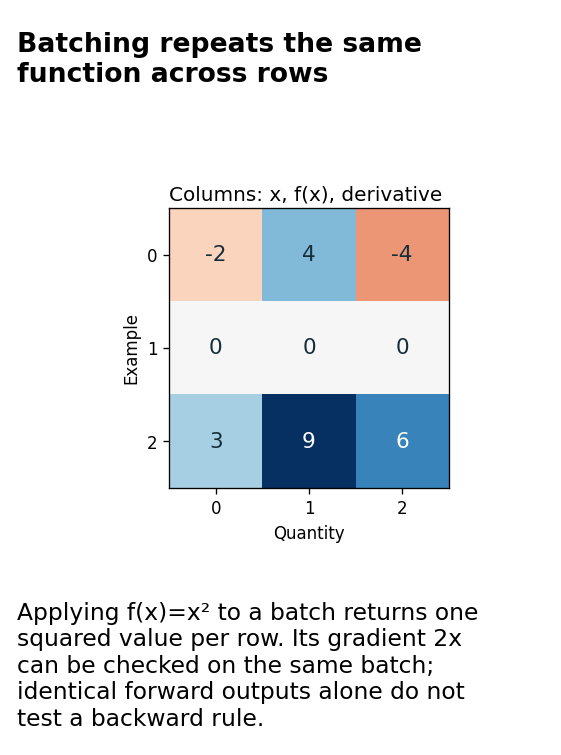 Batching repeats the same
function across rows
Columns: x, f(x), derivative
0
-2
4
-4
1
0
0
0
2
3
9
6
Example
0
1
2
Quantity
Applying f(x)=x² to a batch returns one
squared value per row. Its gradient 2x
can be checked on the same batch;
identical forward outputs alone do not
test a backward rule.